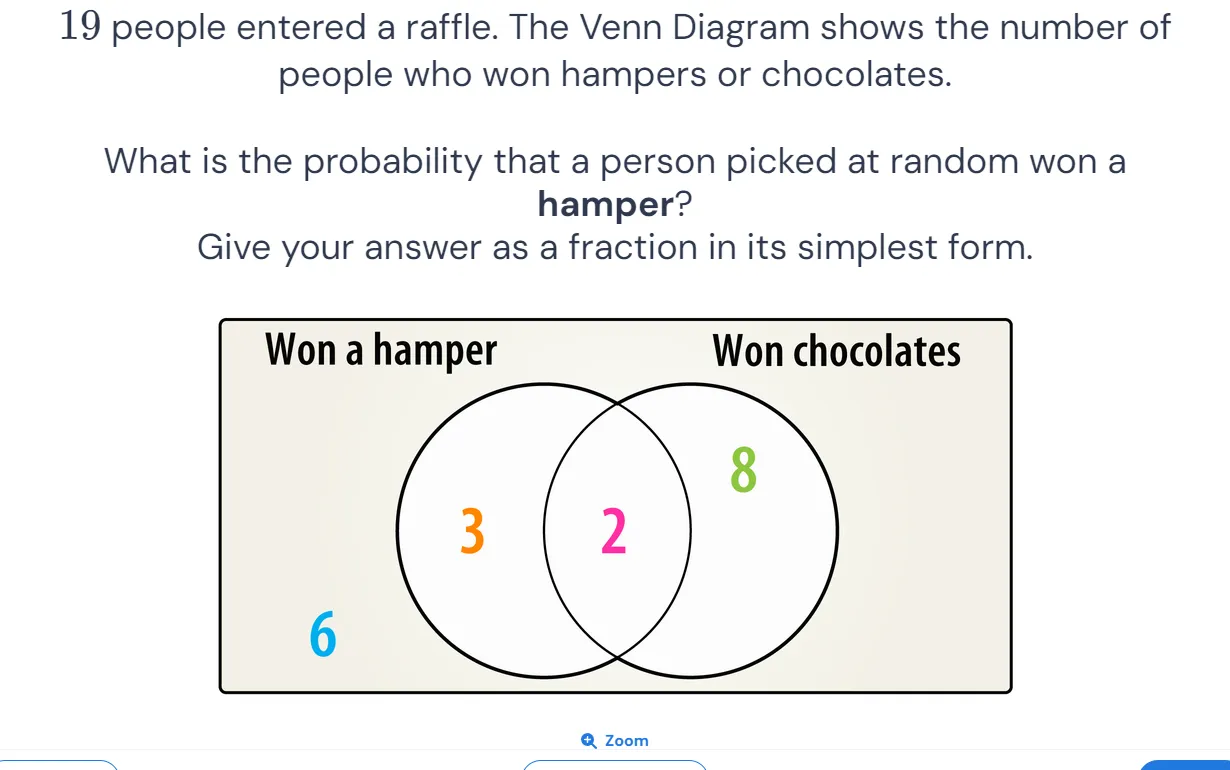 19 people entered a raffle. The Venn Diagram shows the number of
people who won hampers or chocolates.
What is the probability that a person picked at random won a
hamper?
Give your answer as a fraction in its simplest form.
Won a hamper
Won chocolates
8
3
2
6
Zoom